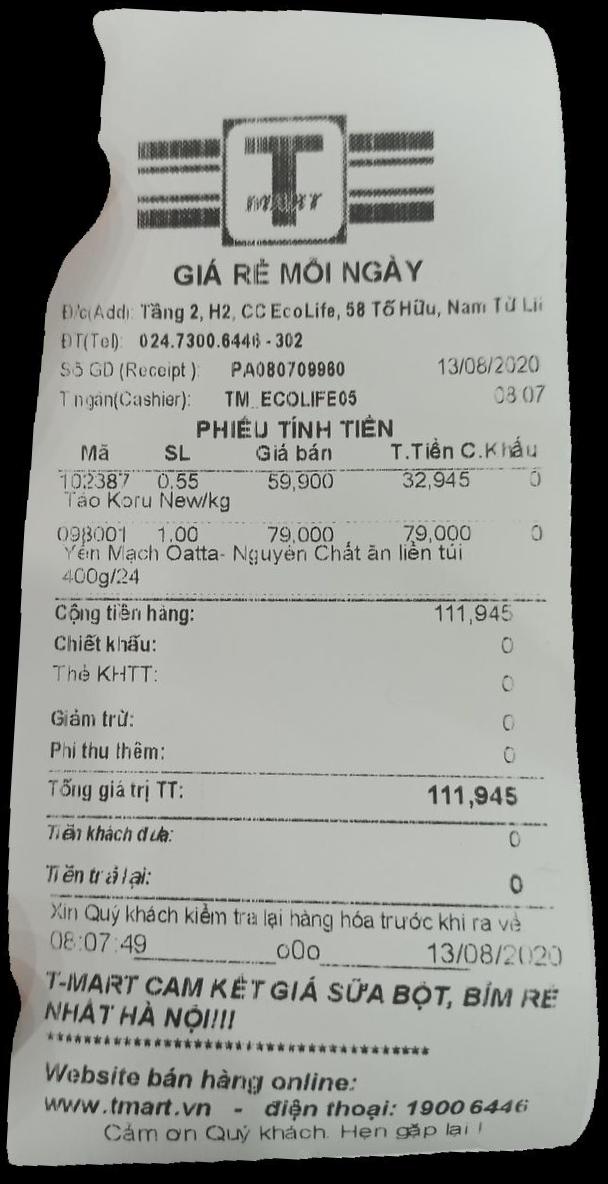 T
mart
GIÁ RẺ MỖI NGÀY
Đ/c(Add): Tầng 2, H2, CC EcoLife, 58 Tố Hữu, Nam Từ Li
ĐT(Tel): 024.7300.6446 - 302
Số GD (Receipt ): PA080709960 13/08/2020
T ngân(Cashier): TM_ECOLIFE05 08 07
PHIẾU TÍNH TIỀN
Mã SL Giá bán T.Tiền C.Khấu
102387 0.55 59,900 32,945 0
Táo Koru New/kg
098001 1.00 79,000 79,000 0
Yến Mạch Oatta- Nguyên Chất ăn liền túi
400g/24
Cộng tiền hàng: 111,945
Chiết khấu: 0
Thẻ KHTT: 0
Giảm trừ: 0
Phí thu thêm: 0
Tổng giá trị TT: 111,945
Tiền khách đưa: 0
Tiền trả lại: 0
Xin Quý khách kiểm tra lại hàng hóa trước khi ra về
08:07:49________o0o________13/08/2020
T-MART CAM KẾT GIÁ SỮA BỘT, BỈM RẺ
NHẤT HÀ NỘI!!!
****************************************
Website bán hàng online:
www.tmart.vn - điện thoại: 1900 6446
Cảm ơn Quý khách. Hẹn gặp lại !